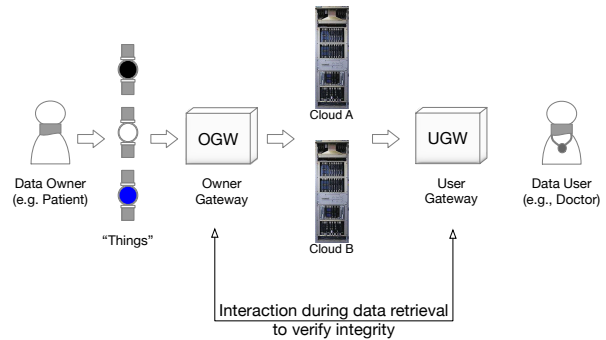 Cloud A
OGW
UGW
Data Owner
(e.g. Patient)
Owner
Gateway
User
Gateway
Data User
(e.g., Doctor)
"Things"
Cloud B
Interaction during data retrieval
to verify integrity